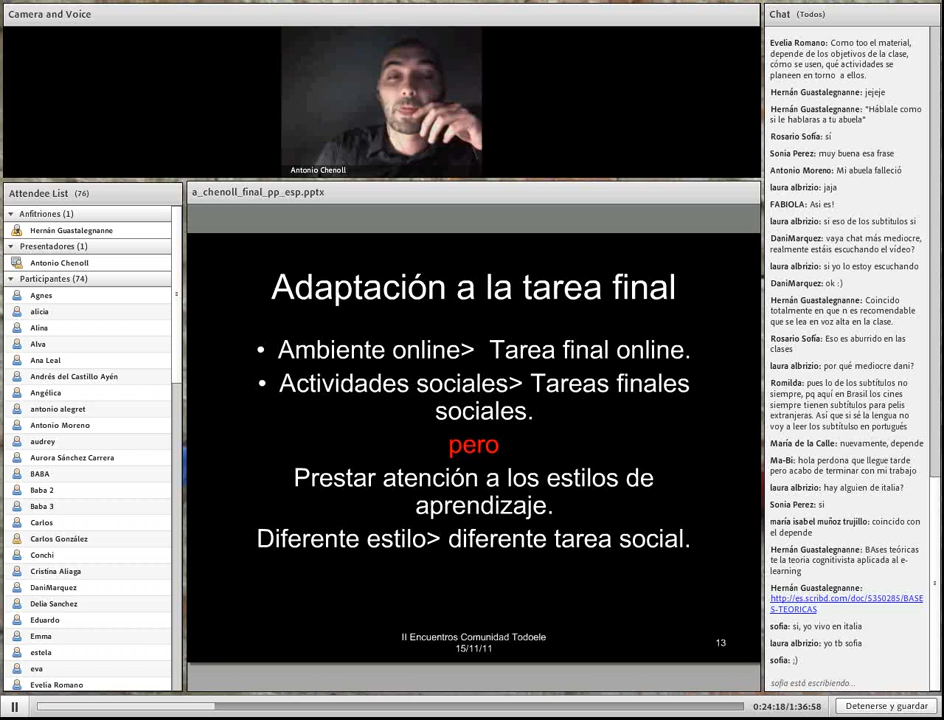 Camera and Voice
Antonio Chenoll
Attendee List (76)
Anfitriones (1)
Hernán Guastalegnanne
Presentadores (1)
Antonio Chenoll
Participantes (74)
Agnes
alicia
Alina
Alva
Ana Leal
Andrés del Castillo Ayén
Angélica
antonio alegret
Antonio Moreno
audrey
Aurora Sánchez Carrera
BABA
Baba 2
Baba 3
Carlos
Carlos González
Conchi
Cristina Aliaga
DaniMarquez
Delia Sanchez
Eduardo
Emma
estela
eva
Evelia Romano
a_chenoll_final_pp_esp.pptx
Adaptación a la tarea final
• Ambiente online> Tarea final online.
• Actividades sociales> Tareas finales
sociales.
pero
Prestar atención a los estilos de
aprendizaje.
Diferente estilo> diferente tarea social.
II Encuentros Comunidad Todoele
15/11/11
13
Chat (Todos)
Evelia Romano: Como too el material,
depende de los objetivos de la clase,
cómo se usen, qué actividades se
planeen en torno a ellos.
Hernán Guastalegnanne: jejeje
Hernán Guastalegnanne: "Háblale como
si le hablaras a tu abuela"
Rosario Sofía: sí
Sonia Perez: muy buena esa frase
Antonio Moreno: Mi abuela falleció
laura albrizio: jaja
FABIOLA: Asi es!
laura albrizio: si eso de los subtitulos si
DaniMarquez: vaya chat más mediocre,
realmente estáis escuchando el vídeo?
laura albrizio: si yo lo estoy escuchando
DaniMarquez: ok :)
Hernán Guastalegnanne: Coincido
totalmente en que n es recomendable
que se lea en voz alta en la clase.
Rosario Sofía: Eso es aburrido en las
clases
laura albrizio: por qué mediocre dani?
Romilda: pues lo de los subtítulos no
siempre, pq aquí en Brasil los cines
siempre tienen subtítulos para pelis
extranjeras. Así que si sé la lengua no
voy a leer los subtítulso en portugués
María de la Calle: nuevamente, depende
Ma-Bi: hola perdona que llegue tarde
pero acabo de terminar con mi trabajo
laura albrizio: hay alguien de italia?
Sonia Perez: si
maría isabel muñoz trujillo: coincido con
el depende
Hernán Guastalegnanne: BAses teóricas
te la teoria cognitivista aplicada al e-
learning
Hernán Guastalegnanne:
http://es.scribd.com/doc/5350285/BASE
S-TEORICAS
sofia: si, yo vivo en italia
laura albrizio: yo tb sofia
sofia: ;)
sofia está escribiendo...
0:24:18/1:36:58
Detenerse y guardar